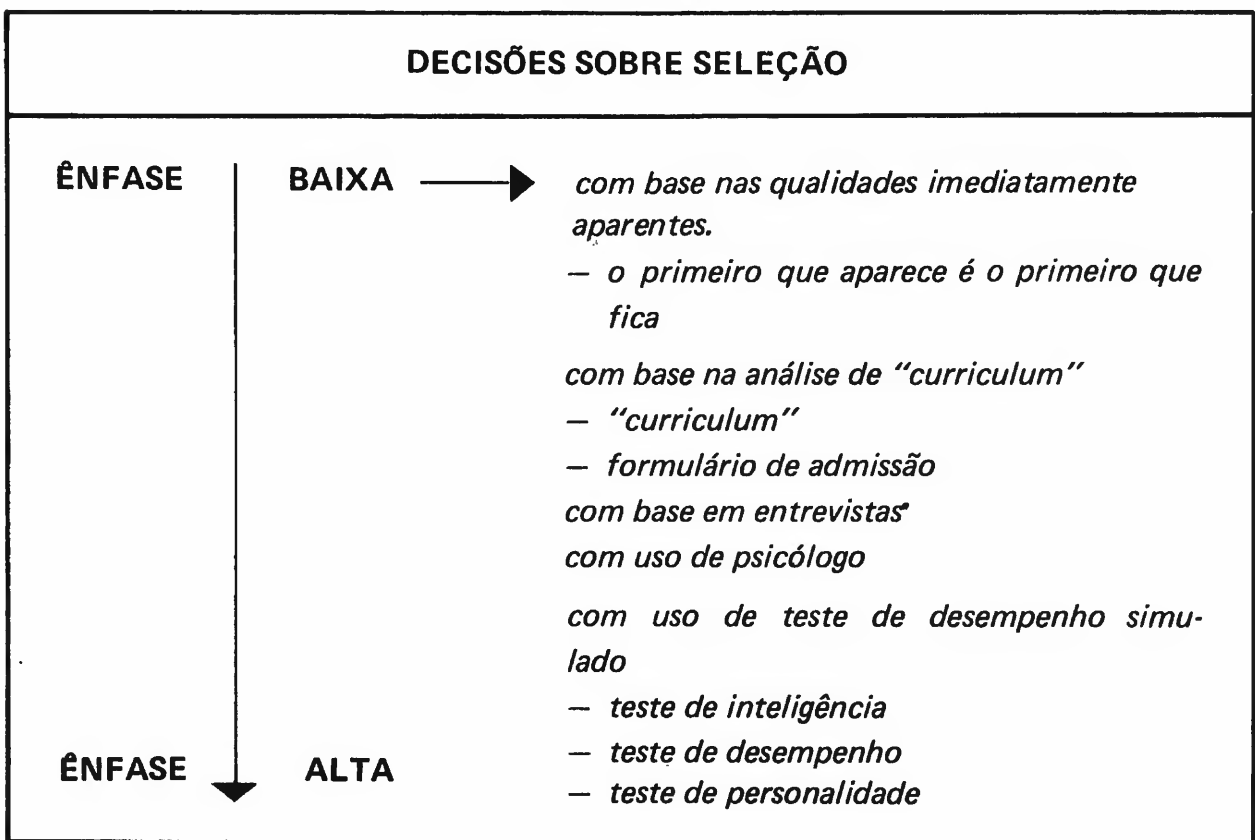 DECISÕES SOBRE SELEÇÃO
ÊNFASE BAIXA com base nas qualidades imediatamente
aparentes.
— o primeiro que aparece é o primeiro que
fica
com base na análise de "curriculum"
— "curriculum"
— formulário de admissão
com base em entrevistas
com uso de psicólogo
com uso de teste de desempenho simu-
lado
— teste de inteligência
— teste de desempenho
ÊNFASE ALTA
— teste de personalidade